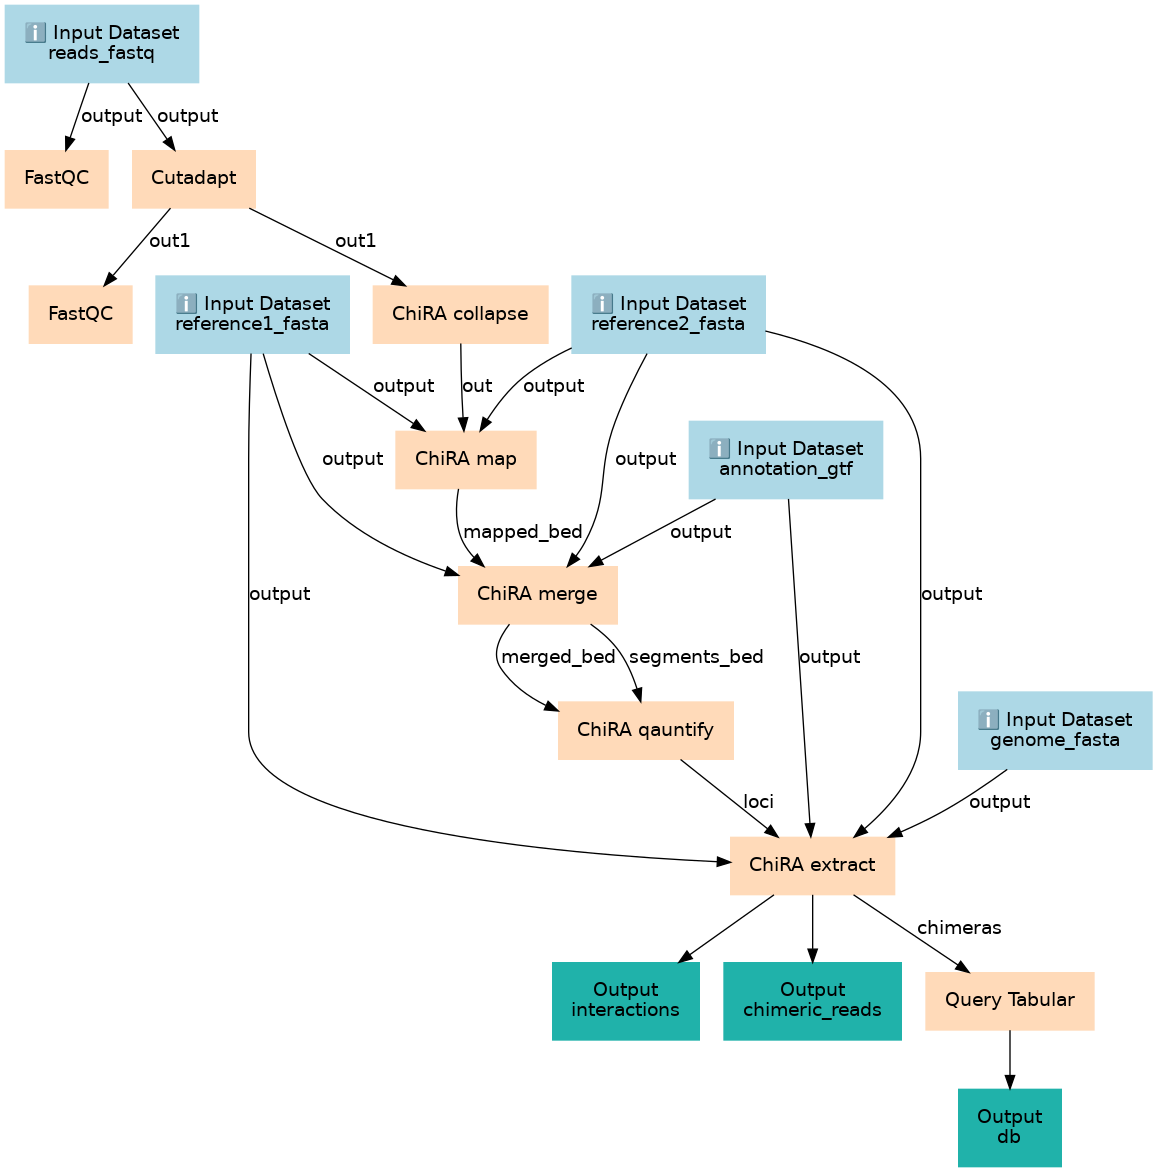 ℹ️ Input Dataset
reads_fastq
output
output
FastQC
Cutadapt
out1
out1
FastQC
ℹ️ Input Dataset
reference1_fasta
ChiRA collapse
ℹ️ Input Dataset
reference2_fasta
output
out
output
output
output
ChiRA map
ℹ️ Input Dataset
annotation_gtf
mapped_bed
output
output
ChiRA merge
output
merged_bed
segments_bed
output
ChiRA qauntify
ℹ️ Input Dataset
genome_fasta
loci
output
ChiRA extract
chimeras
Output
interactions
Output
chimeric_reads
Query Tabular
Output
db